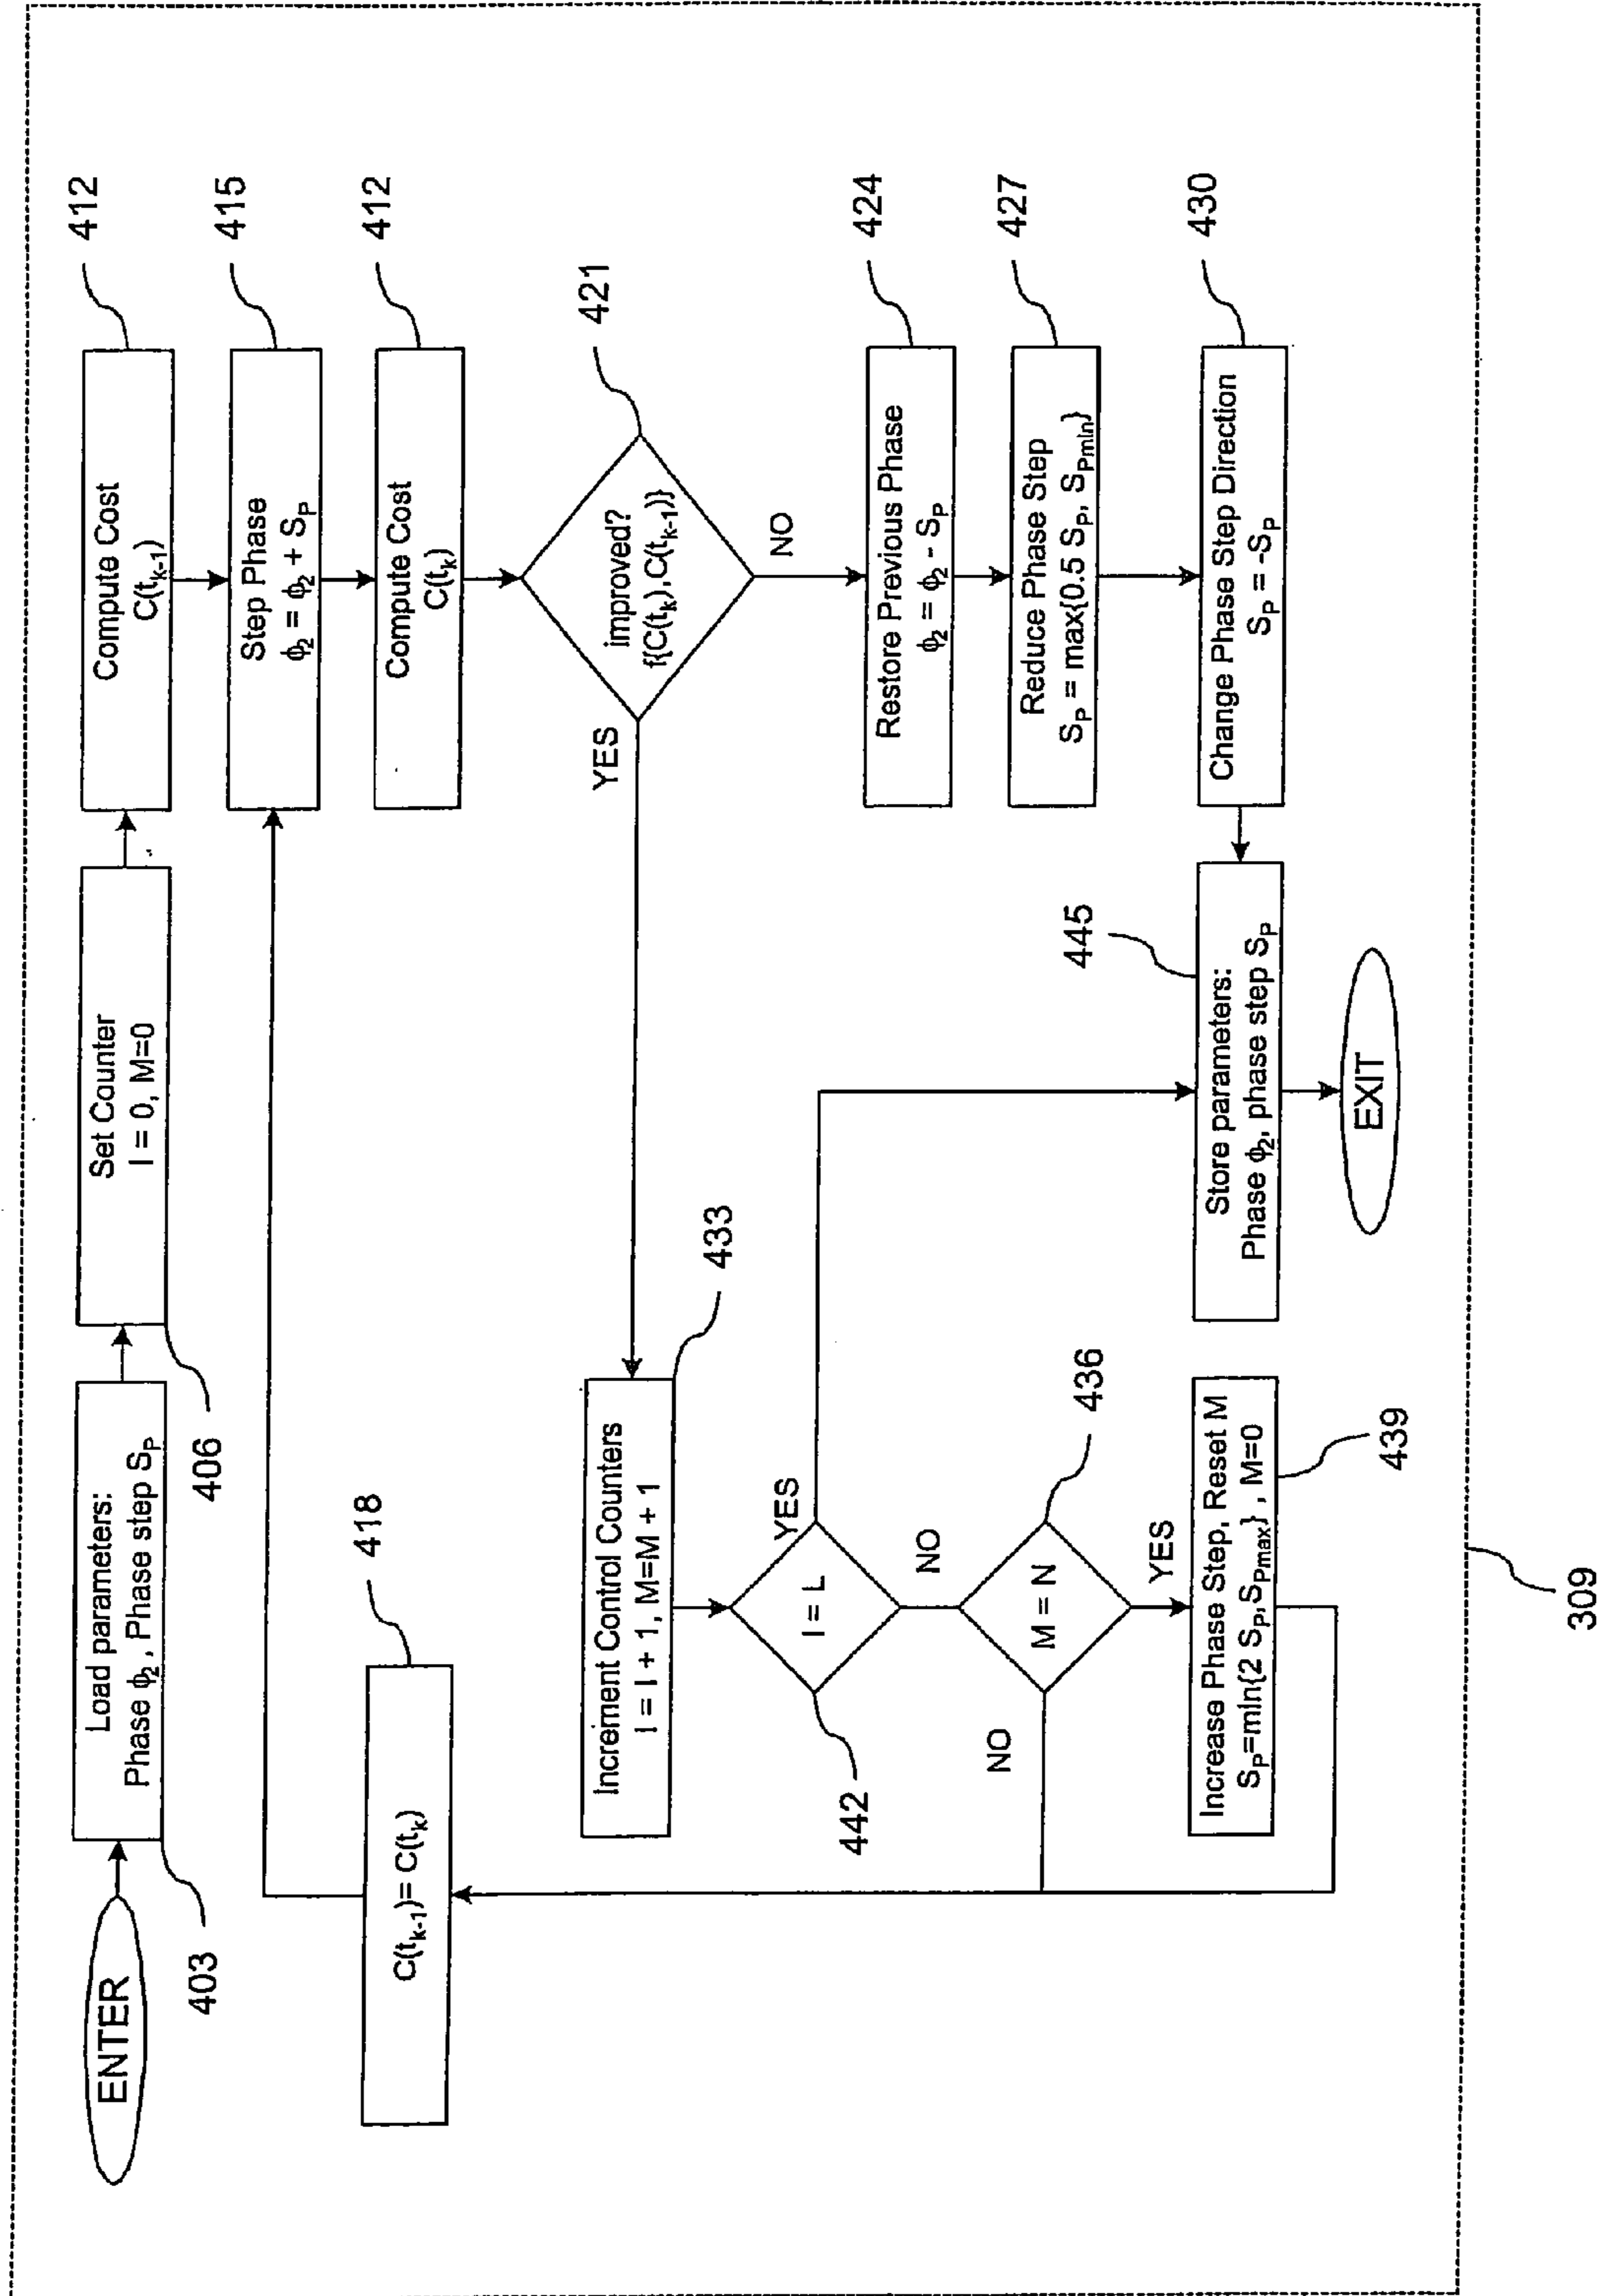 ENTER
Load parameters:
Phase ϕ₂, Phase step Sₚ
403
Set Counter
I = 0, M=0
406
Compute Cost
C(tₖ₋₁)
412
Step Phase
ϕ₂ = ϕ₂ + Sₚ
415
Compute Cost
C(tₖ)
412
C(tₖ₋₁)= C(tₖ)
418
improved?
f{C(tₖ),C(tₖ₋₁)}
421
YES
NO
Restore Previous Phase
ϕ₂ = ϕ₂ - Sₚ
424
Reduce Phase Step
Sₚ = max{0.5 Sₚ, S_Pmin}
427
Change Phase Step Direction
Sₚ = -Sₚ
430
Increment Control Counters
I = I + 1, M=M + 1
433
I = L
442
YES
NO
M = N
436
NO
YES
Increase Phase Step, Reset M
Sₚ=min{2 Sₚ,S_Pmax} , M=0
439
Store parameters:
Phase ϕ₂, phase step Sₚ
445
EXIT
309